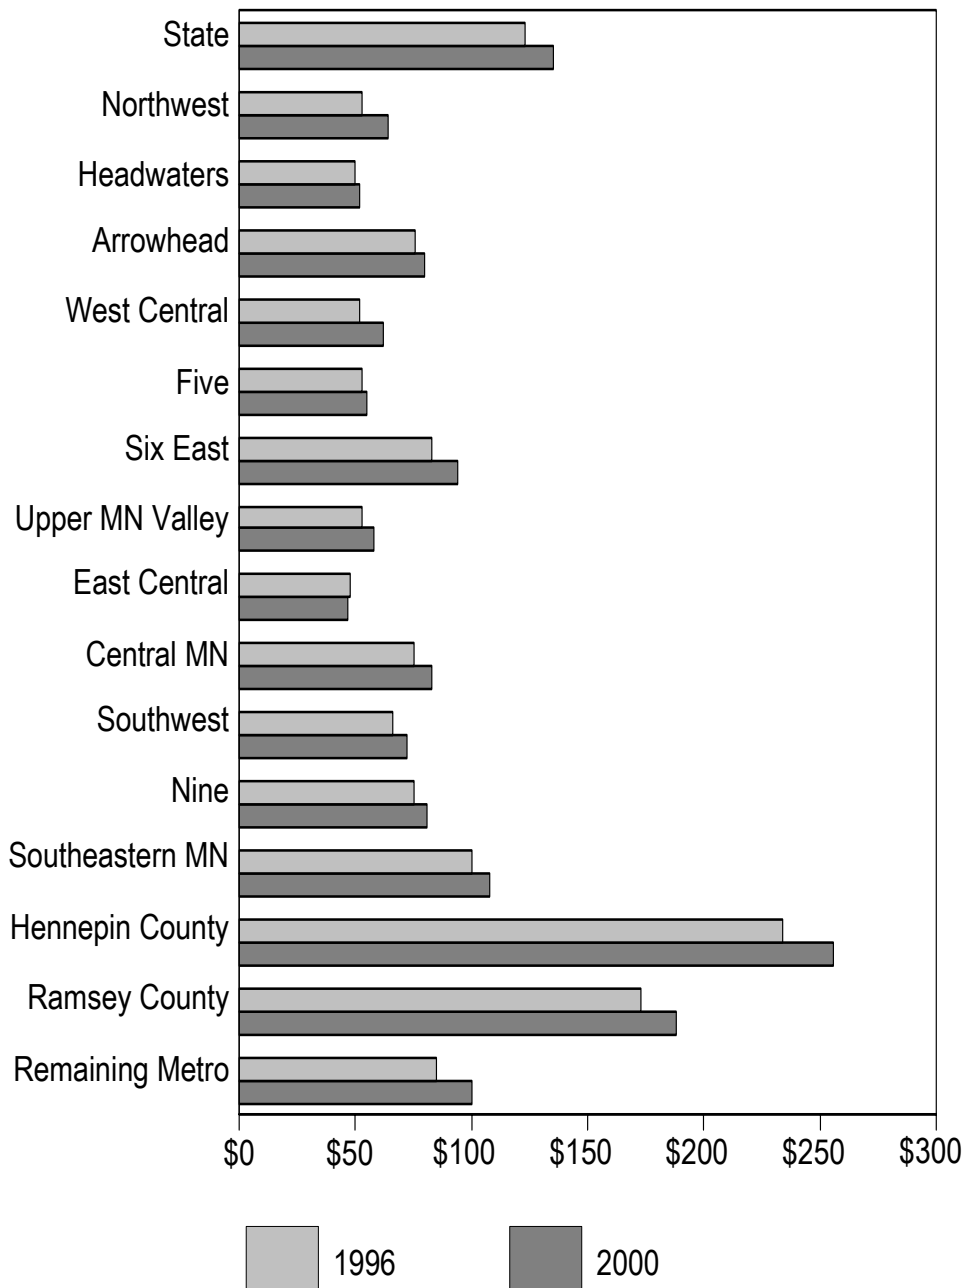 State
Northwest
Headwaters
Arrowhead
West Central
Five
Six East
Upper MN Valley
East Central
Central MN
Southwest
Nine
Southeastern MN
Hennepin County
Ramsey County
Remaining Metro
$0 $50 $100 $150 $200 $250 $300
1996 2000